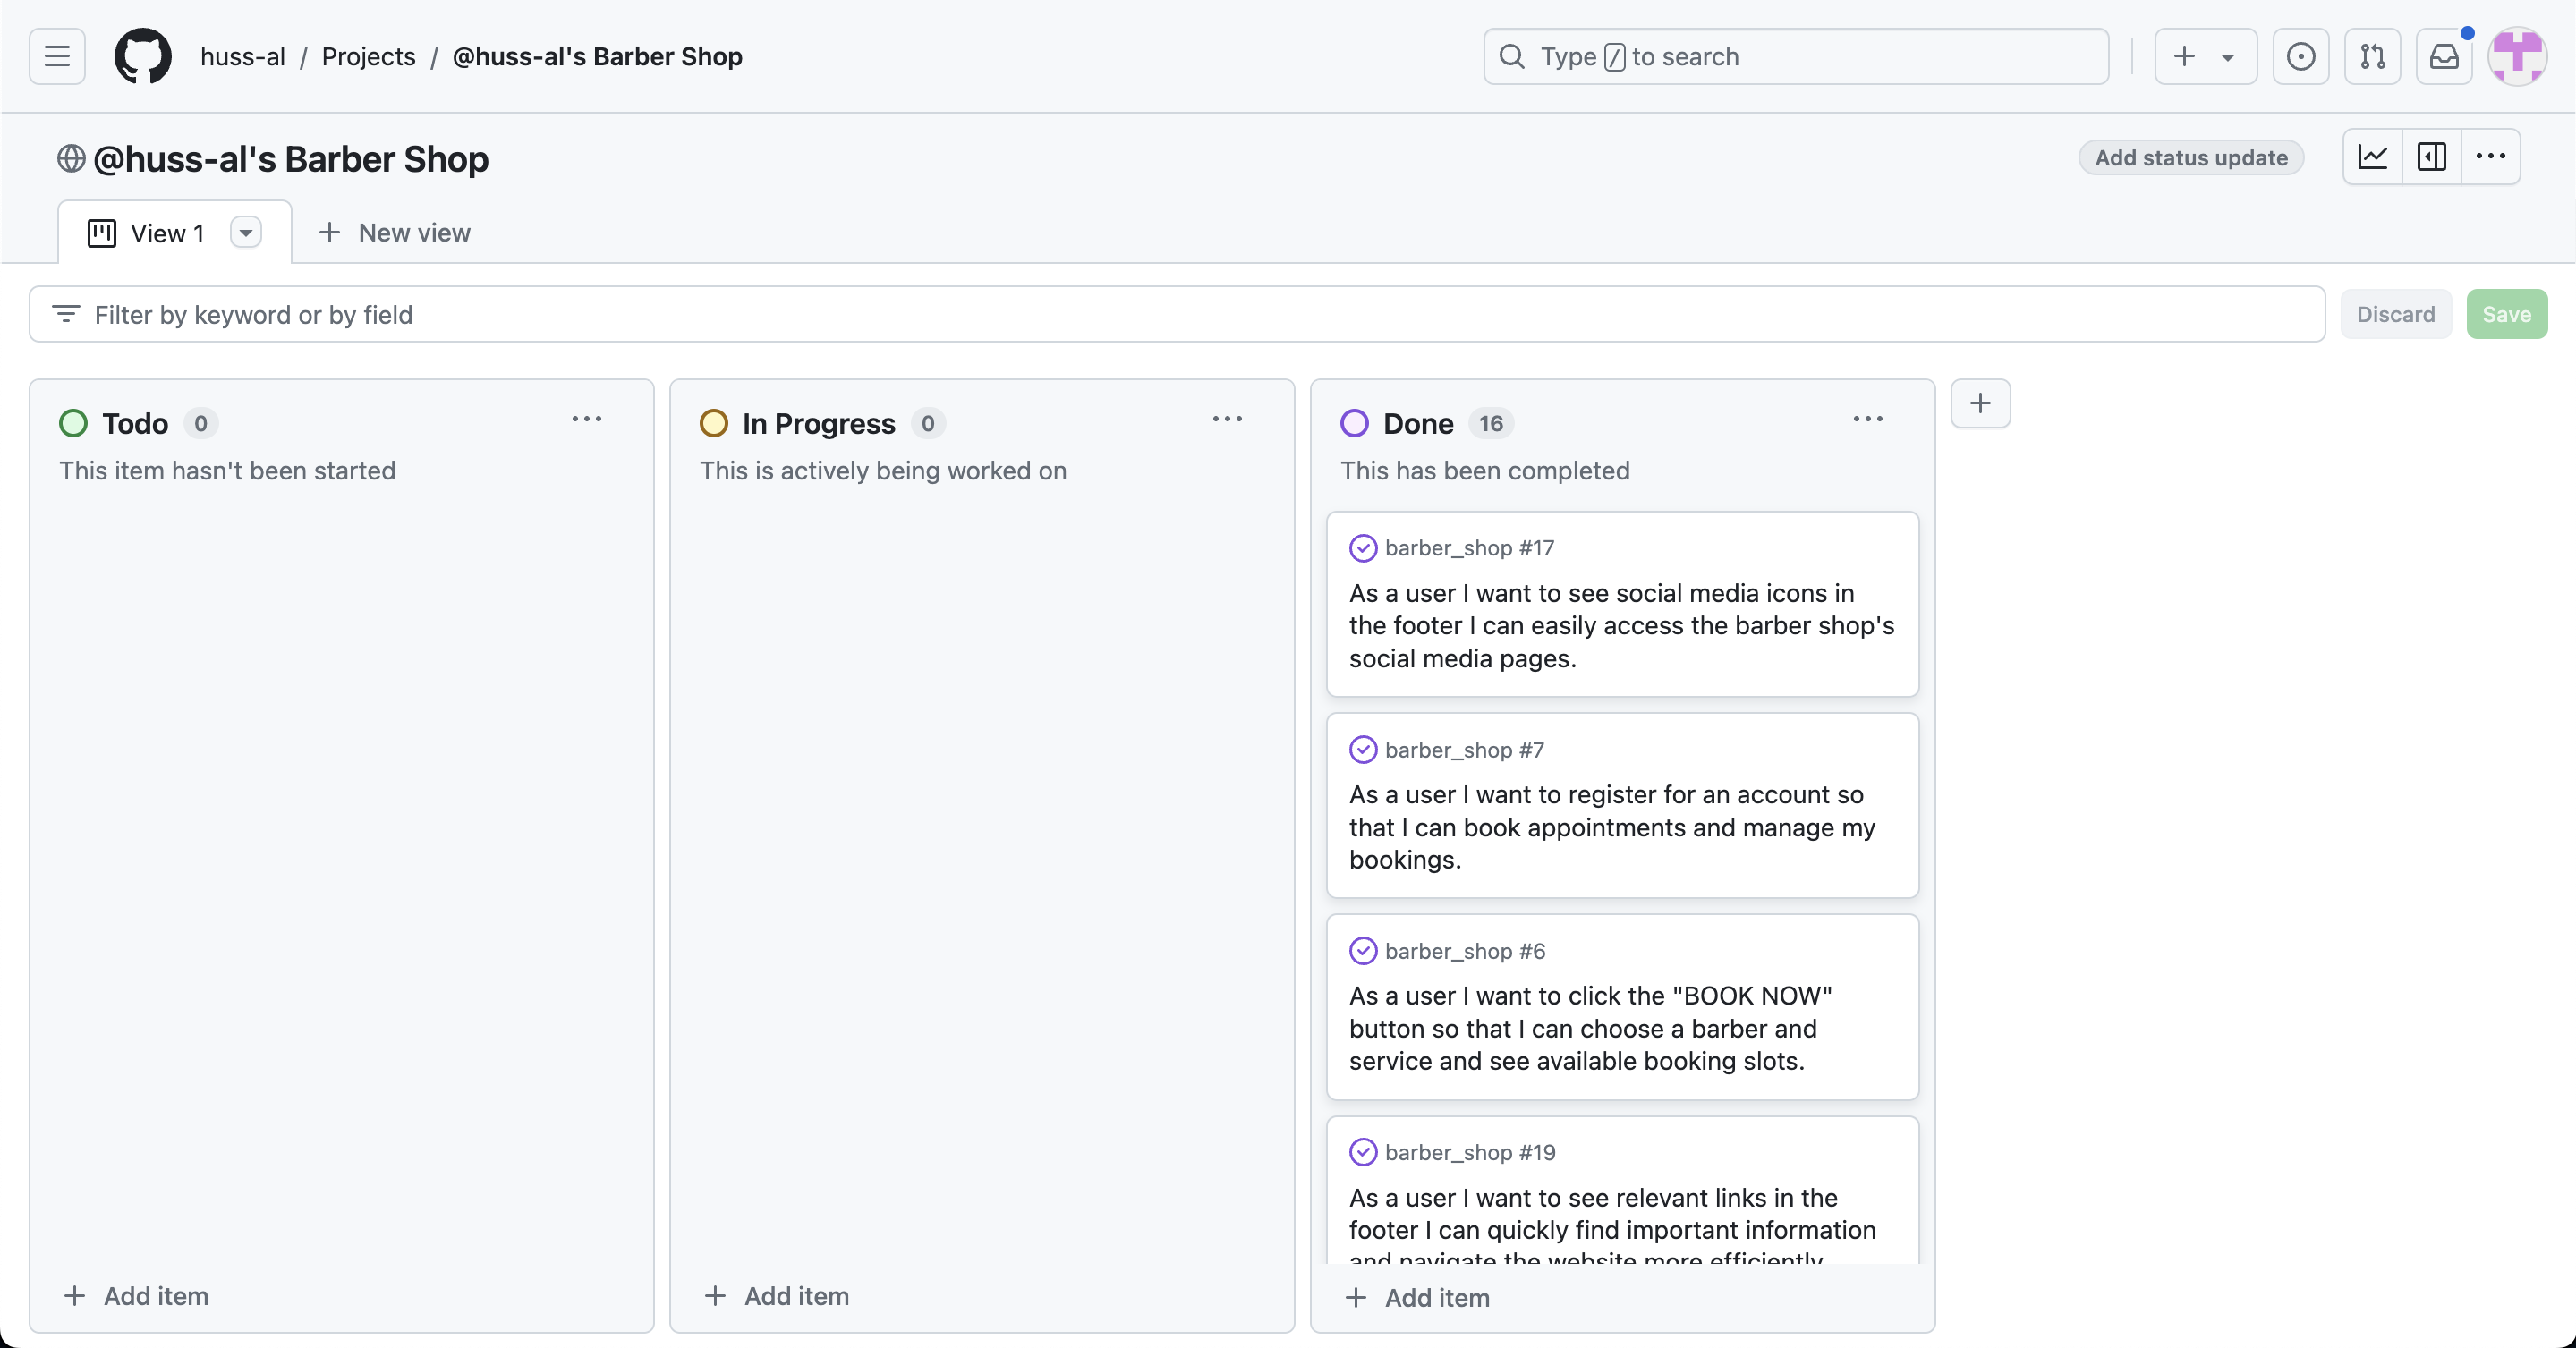 huss-al / Projects / @huss-al's Barber Shop
Type / to search
@huss-al's Barber Shop
Add status update
View 1
New view
Filter by keyword or by field
Discard
Save
Todo 0
This item hasn't been started
Add item
In Progress 0
This is actively being worked on
Add item
Done 16
This has been completed
barber_shop #17
As a user I want to see social media icons in
the footer I can easily access the barber shop's
social media pages.
barber_shop #7
As a user I want to register for an account so
that I can book appointments and manage my
bookings.
barber_shop #6
As a user I want to click the "BOOK NOW"
button so that I can choose a barber and
service and see available booking slots.
barber_shop #19
As a user I want to see relevant links in the
footer I can quickly find important information
and navigate the website more efficiently
Add item